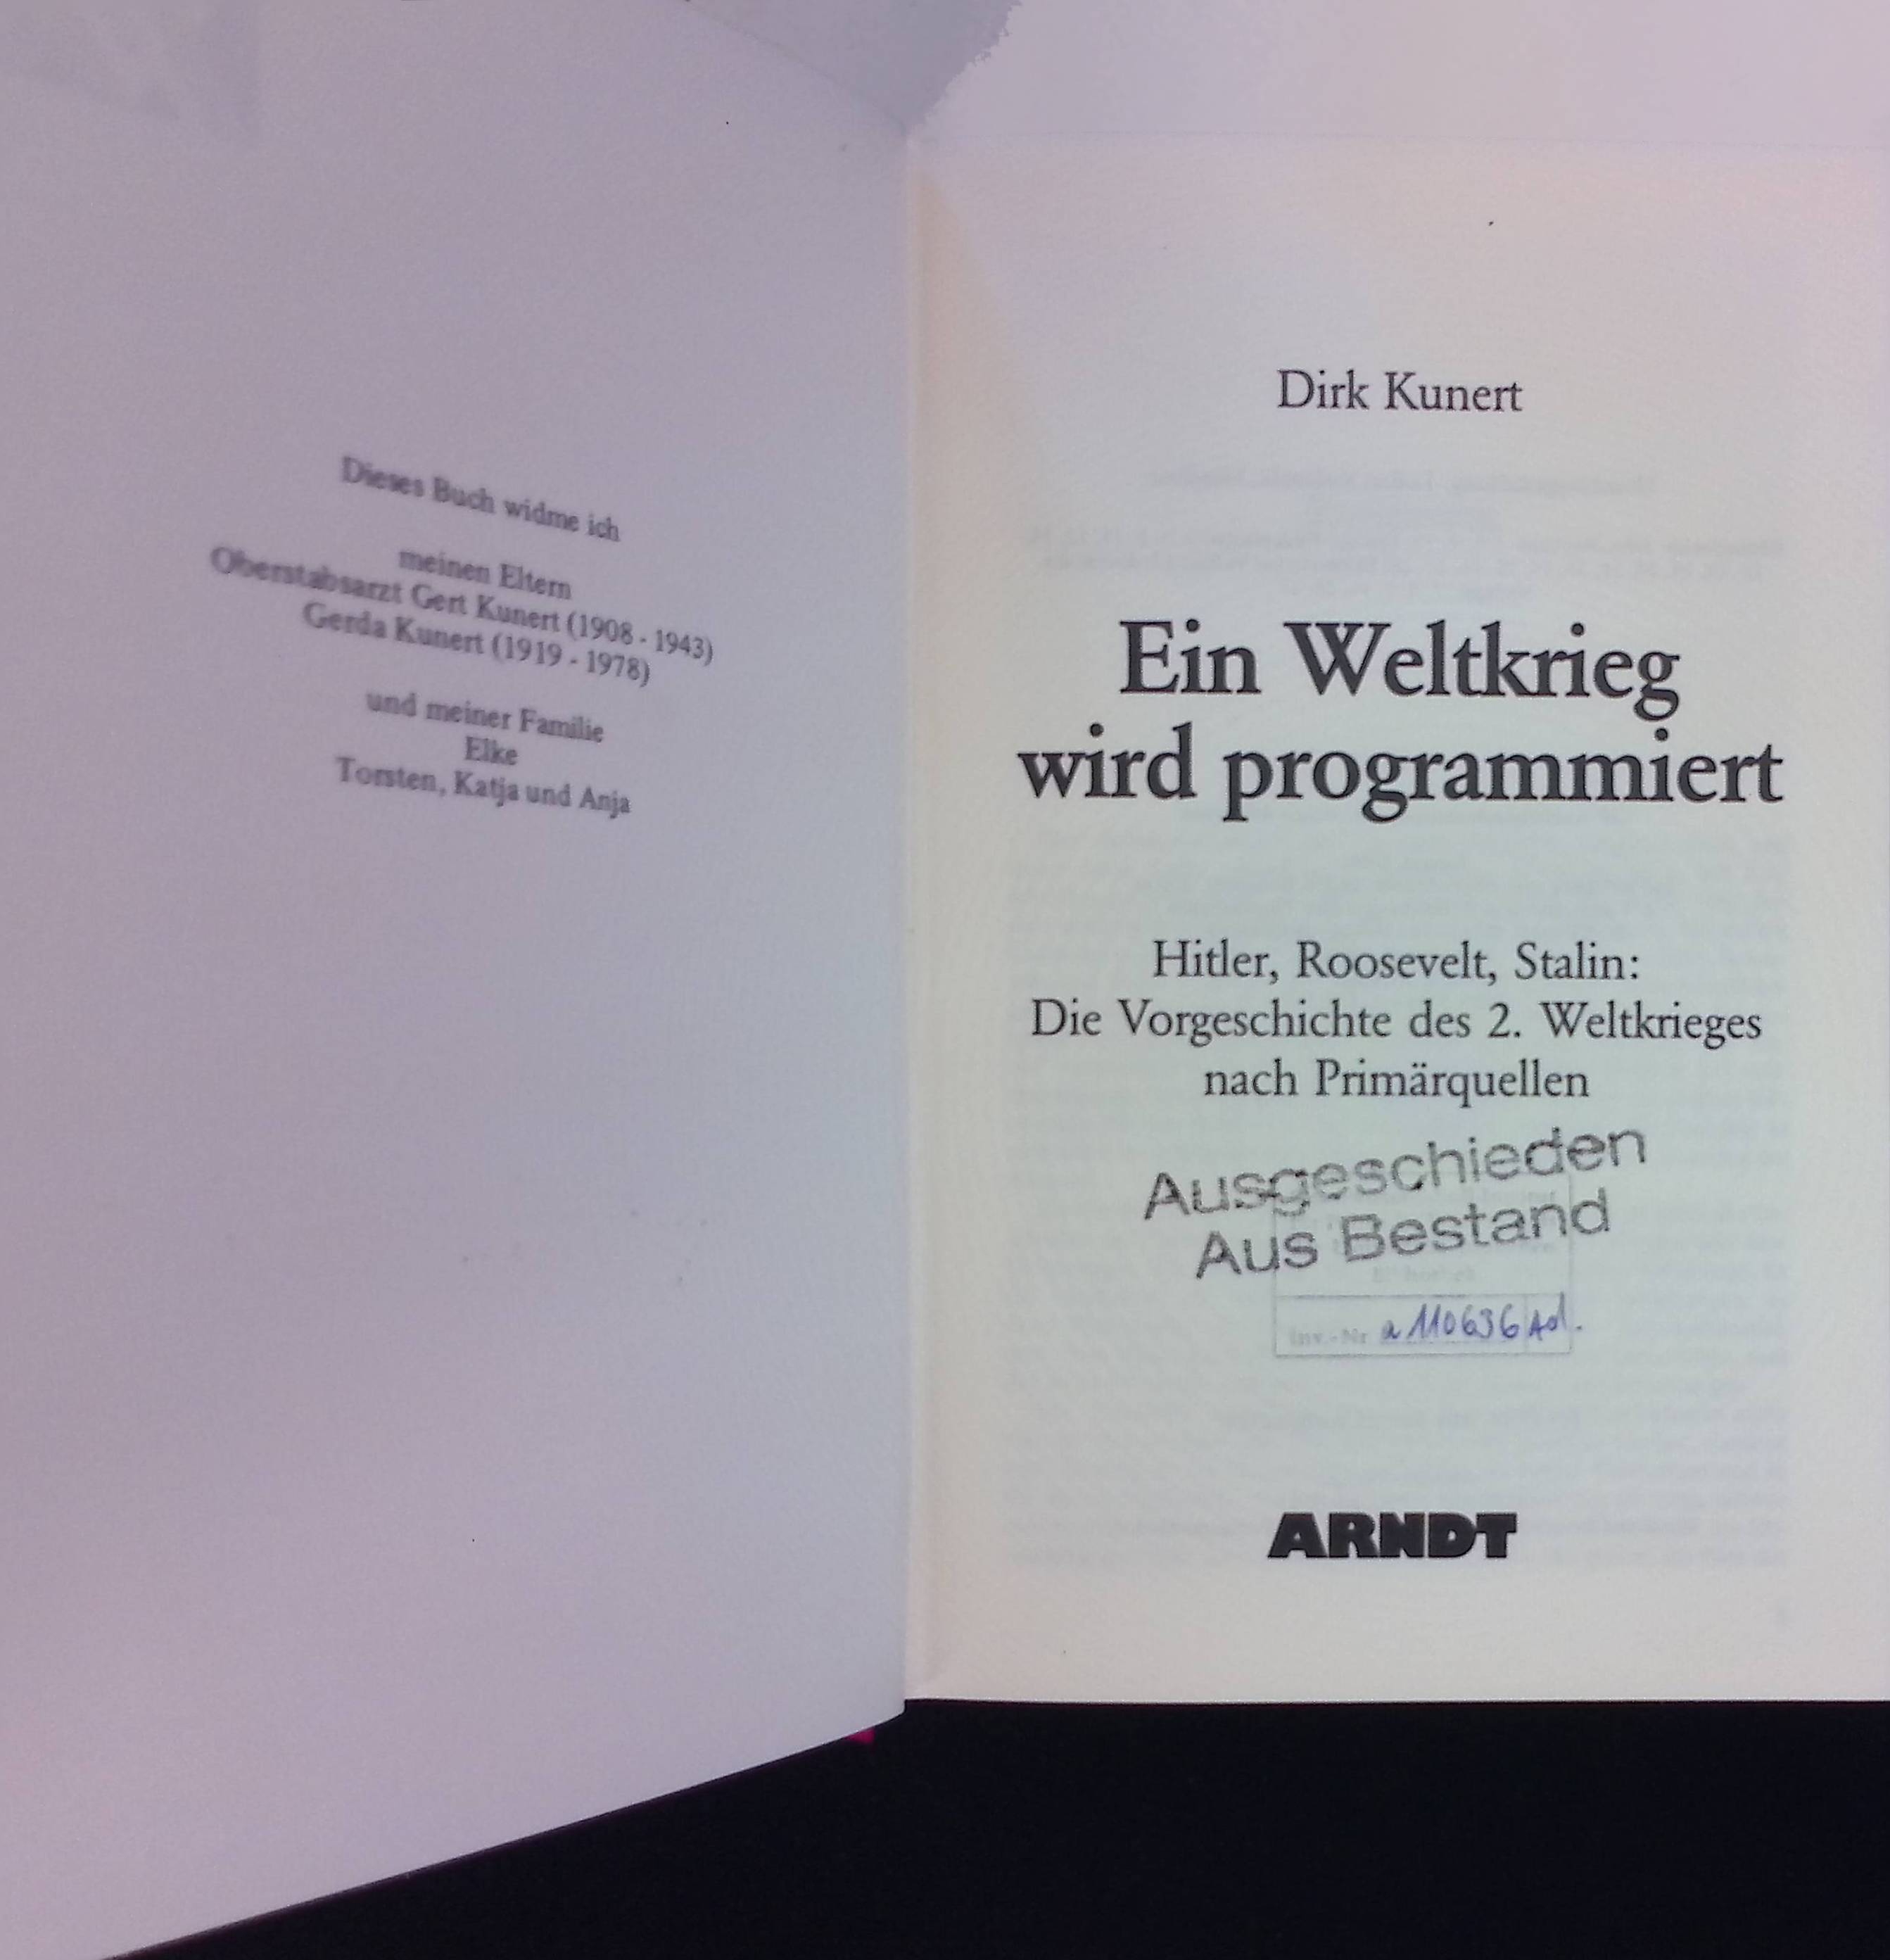 Dieses Buch widme ich
meinen Eltern
Oberstabsarzt Gert Kunert (1908 - 1943)
Gerda Kunert (1919 - 1978)
und meiner Familie
Elke
Torsten, Katja und Anja
Dirk Kunert
Ein Weltkrieg
wird programmiert
Hitler, Roosevelt, Stalin:
Die Vorgeschichte des 2. Weltkrieges
nach Primärquellen
Ausgeschieden
Aus Bestand
Inv.-Nr a 110636 Ad.
ARNDT